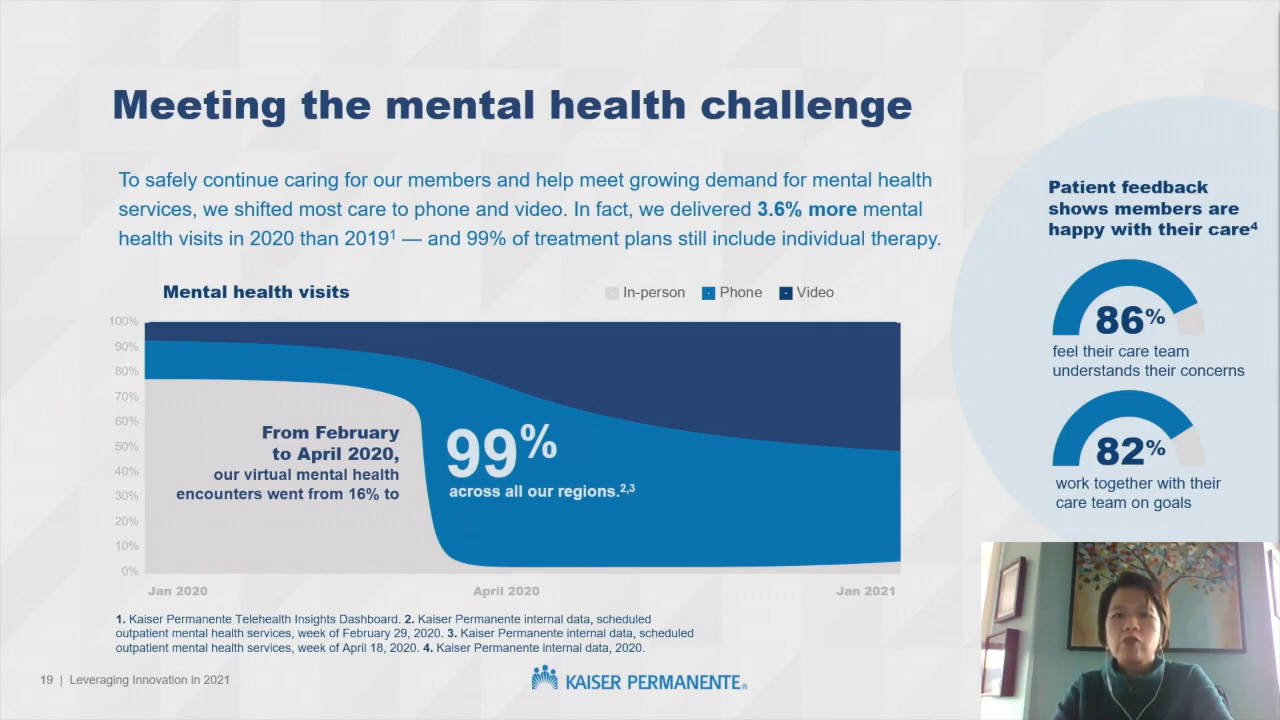 Meeting the mental health challenge
To safely continue caring for our members and help meet growing demand for mental health
services, we shifted most care to phone and video. In fact, we delivered 3.6% more mental
health visits in 2020 than 2019¹ — and 99% of treatment plans still include individual therapy.
Mental health visits
In-person Phone Video
100%
90%
80%
70%
60%
50%
40%
30%
20%
10%
0%
From February
to April 2020,
our virtual mental health
encounters went from 16% to
99%
across all our regions.²,³
Jan 2020 April 2020 Jan 2021
Patient feedback
shows members are
happy with their care⁴
86%
feel their care team
understands their concerns
82%
work together with their
care team on goals
1. Kaiser Permanente Telehealth Insights Dashboard. 2. Kaiser Permanente internal data, scheduled
outpatient mental health services, week of February 29, 2020. 3. Kaiser Permanente internal data, scheduled
outpatient mental health services, week of April 18, 2020. 4. Kaiser Permanente internal data, 2020.
19 | Leveraging Innovation in 2021
KAISER PERMANENTE®